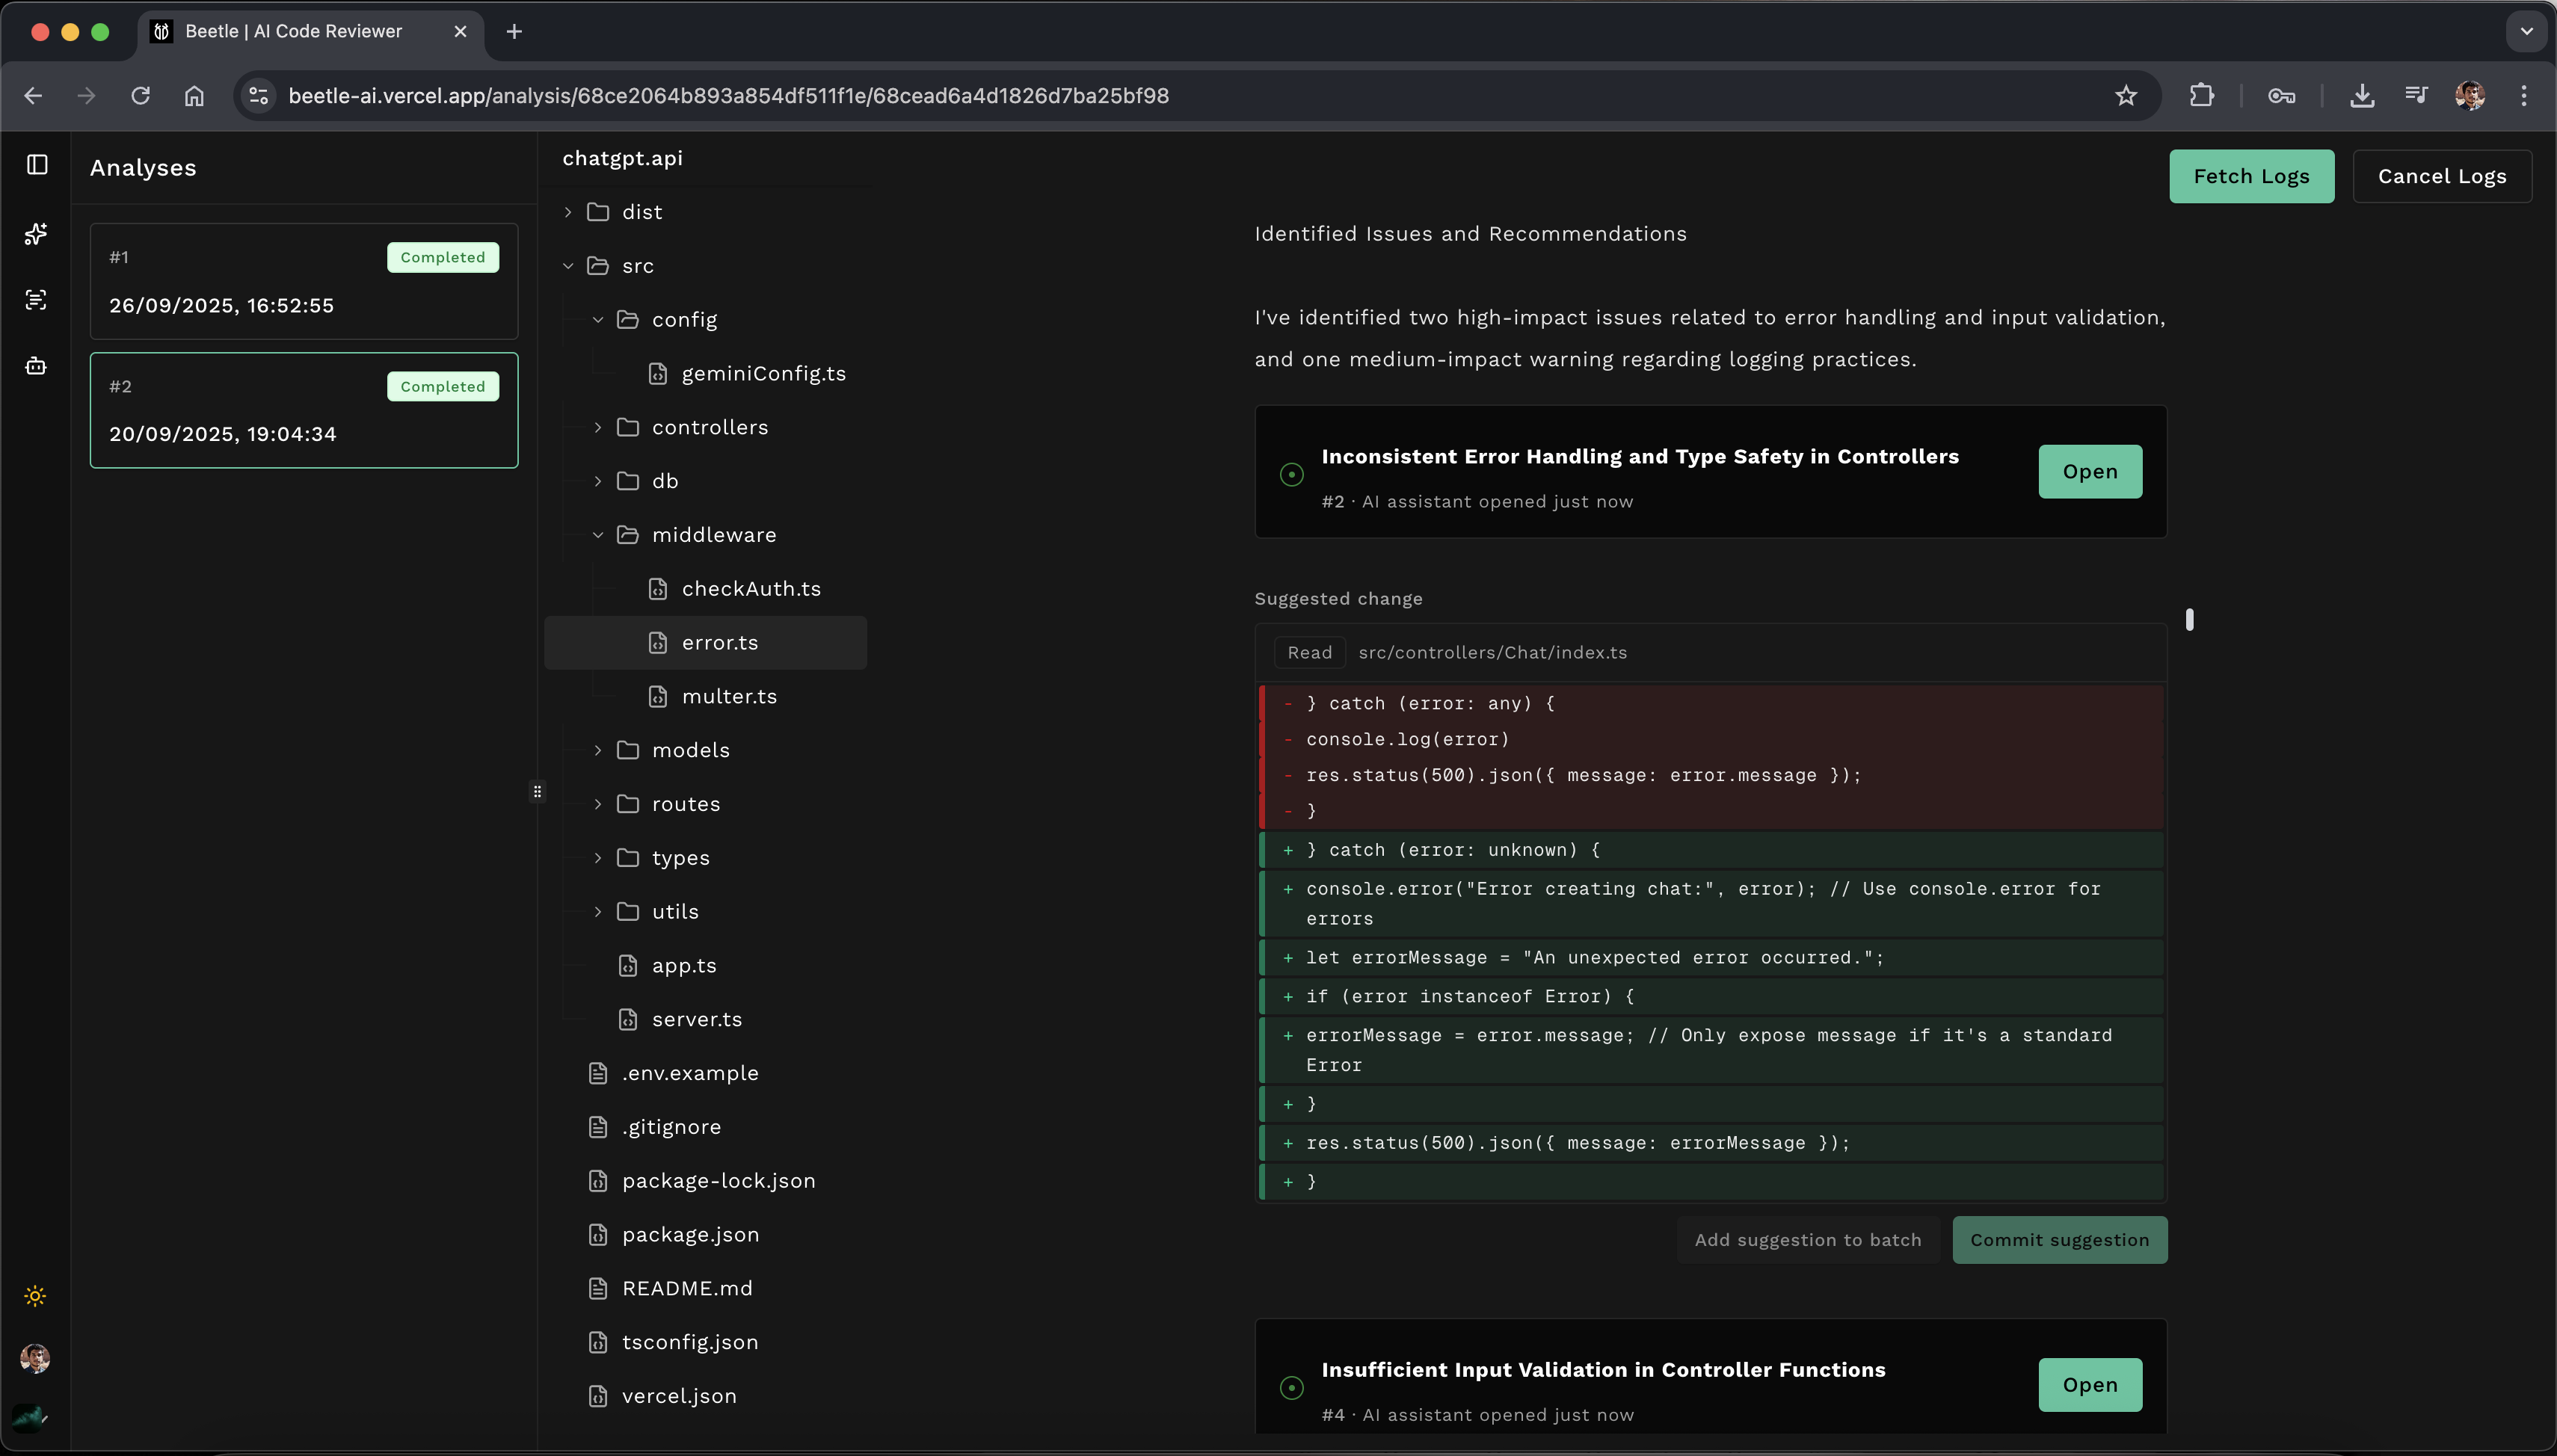 Beetle | AI Code Reviewer
beetle-ai.vercel.app/analysis/68ce2064b893a854df511f1e/68cead6a4d1826d7ba25bf98
Analyses
#1
Completed
26/09/2025, 16:52:55
#2
Completed
20/09/2025, 19:04:34
chatgpt.api
dist
src
config
geminiConfig.ts
controllers
db
middleware
checkAuth.ts
error.ts
multer.ts
models
routes
types
utils
app.ts
server.ts
.env.example
.gitignore
package-lock.json
package.json
README.md
tsconfig.json
vercel.json
Fetch Logs
Cancel Logs
Identified Issues and Recommendations
I've identified two high-impact issues related to error handling and input validation,
and one medium-impact warning regarding logging practices.
Inconsistent Error Handling and Type Safety in Controllers
#2 · AI assistant opened just now
Open
Suggested change
Read src/controllers/Chat/index.ts
- } catch (error: any) {
- console.log(error)
- res.status(500).json({ message: error.message });
- }
+ } catch (error: unknown) {
+ console.error("Error creating chat:", error); // Use console.error for
errors
+ let errorMessage = "An unexpected error occurred.";
+ if (error instanceof Error) {
+ errorMessage = error.message; // Only expose message if it's a standard
Error
+ }
+ res.status(500).json({ message: errorMessage });
+ }
Add suggestion to batch
Commit suggestion
Insufficient Input Validation in Controller Functions
#4 · AI assistant opened just now
Open